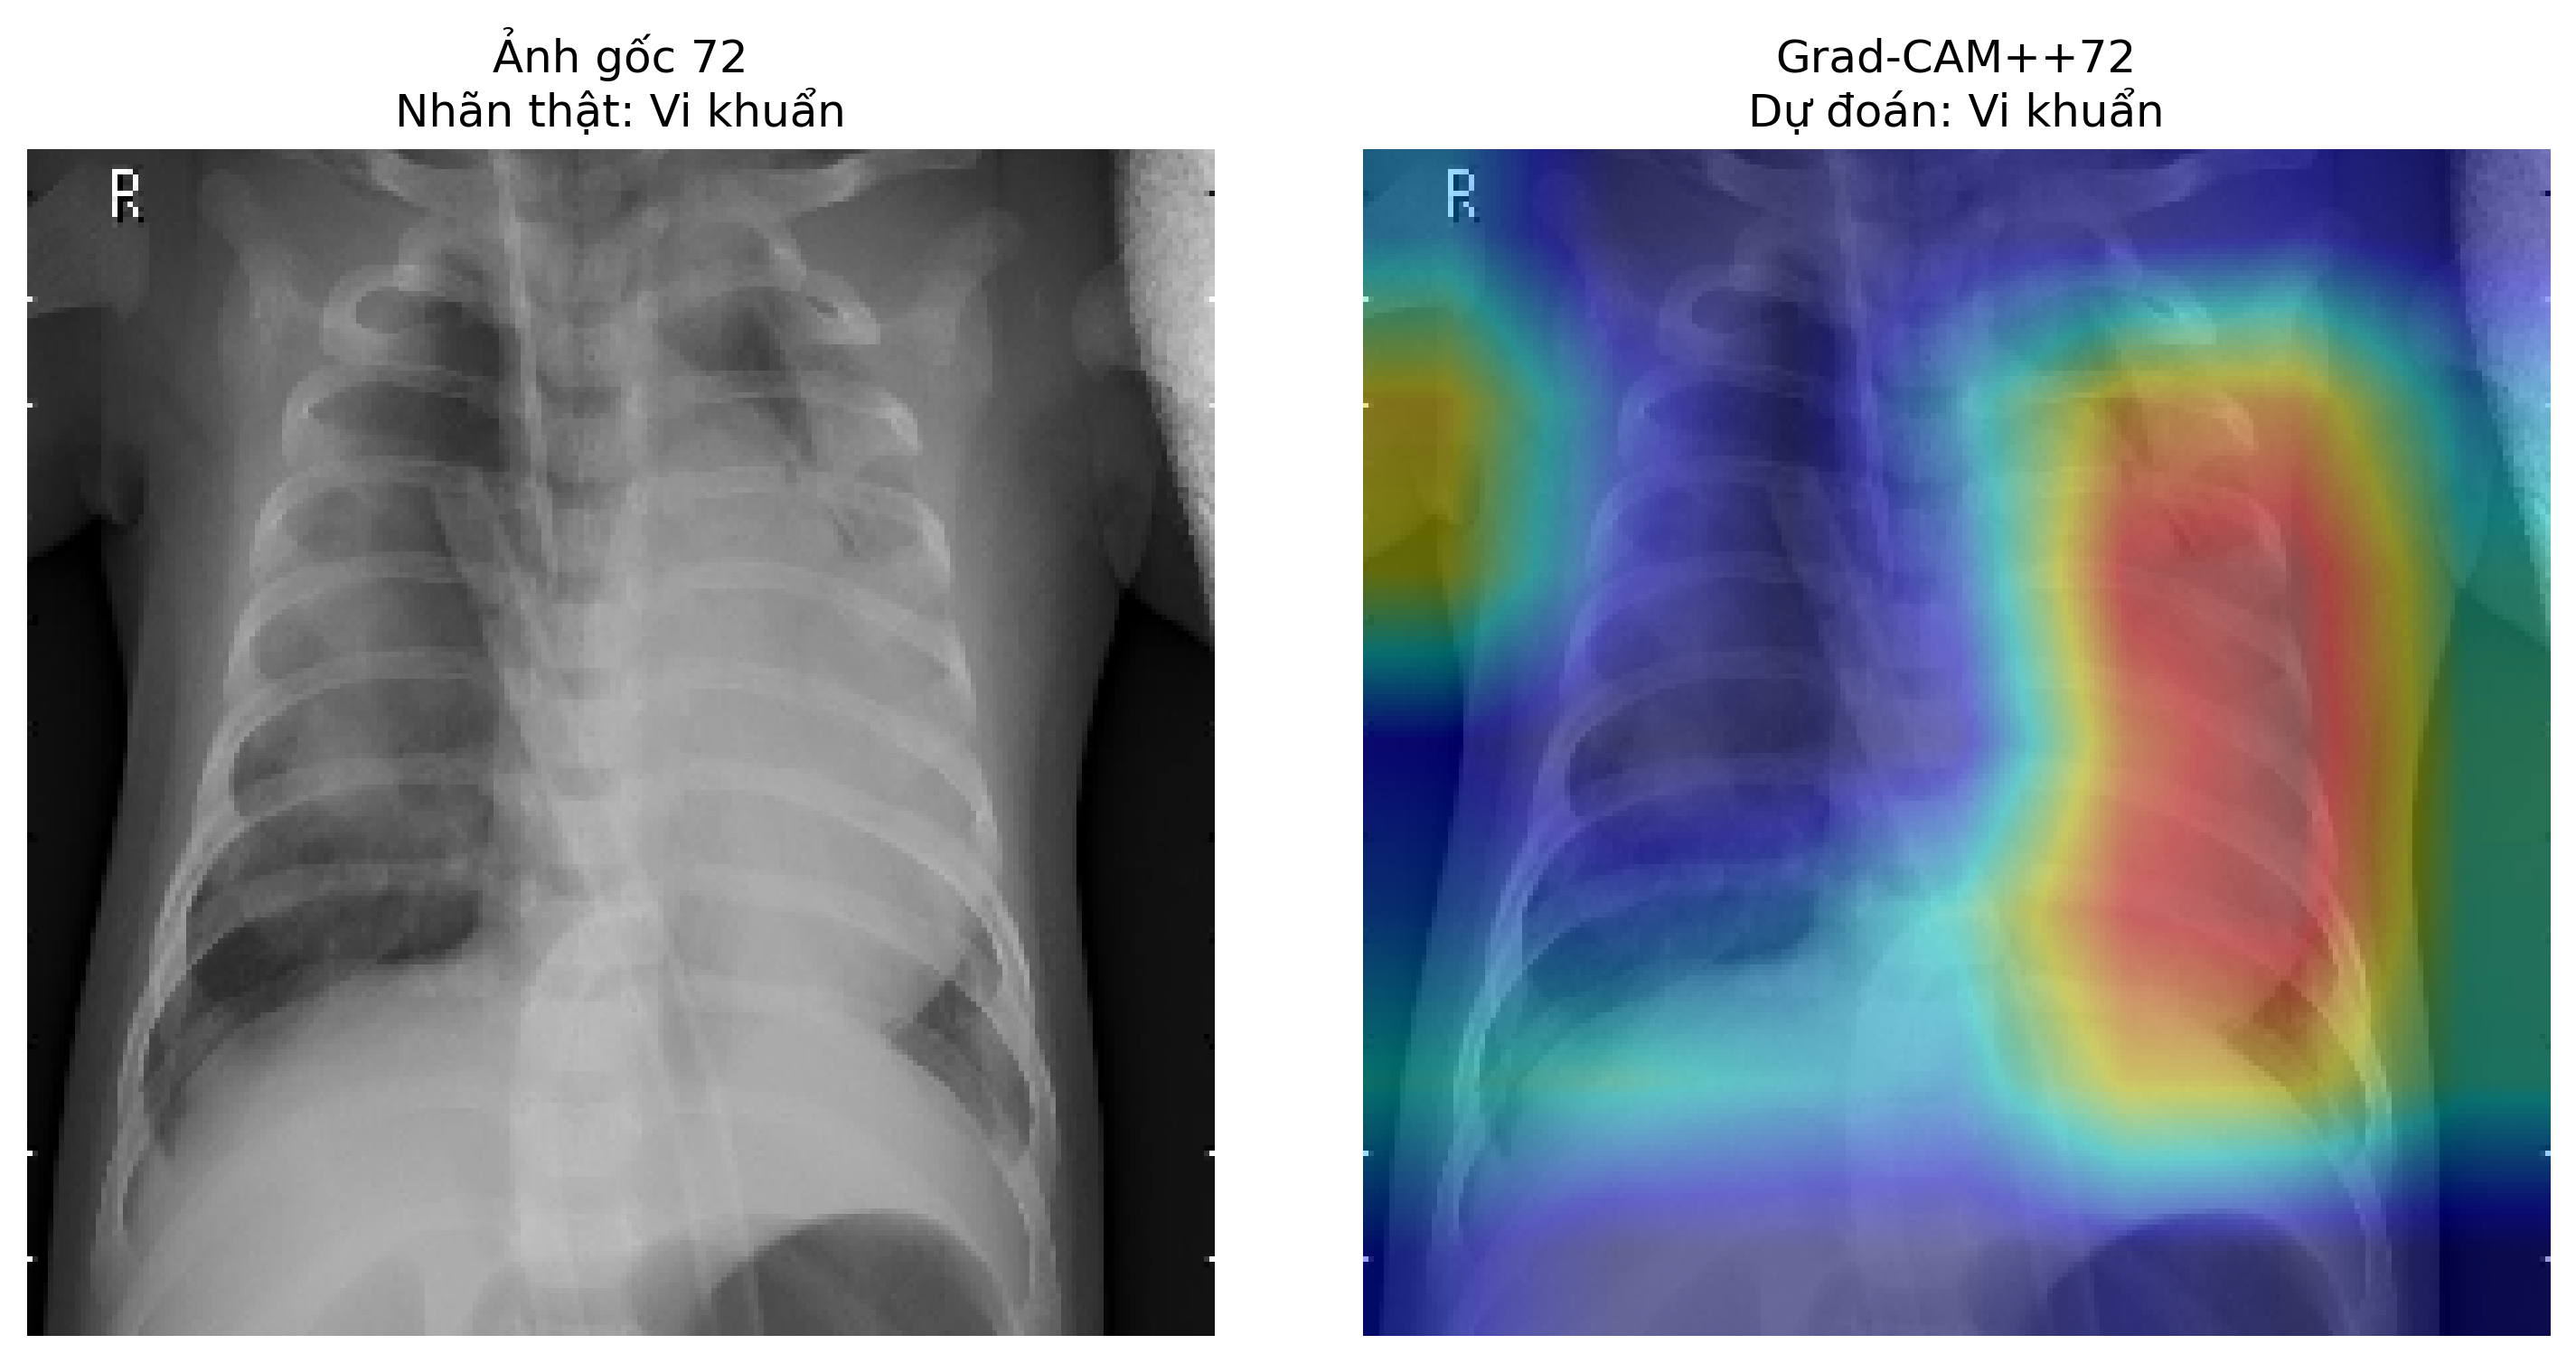 Ảnh gốc 72
Nhãn thật: Vi khuẩn
R
Grad-CAM++72
Dự đoán: Vi khuẩn
R